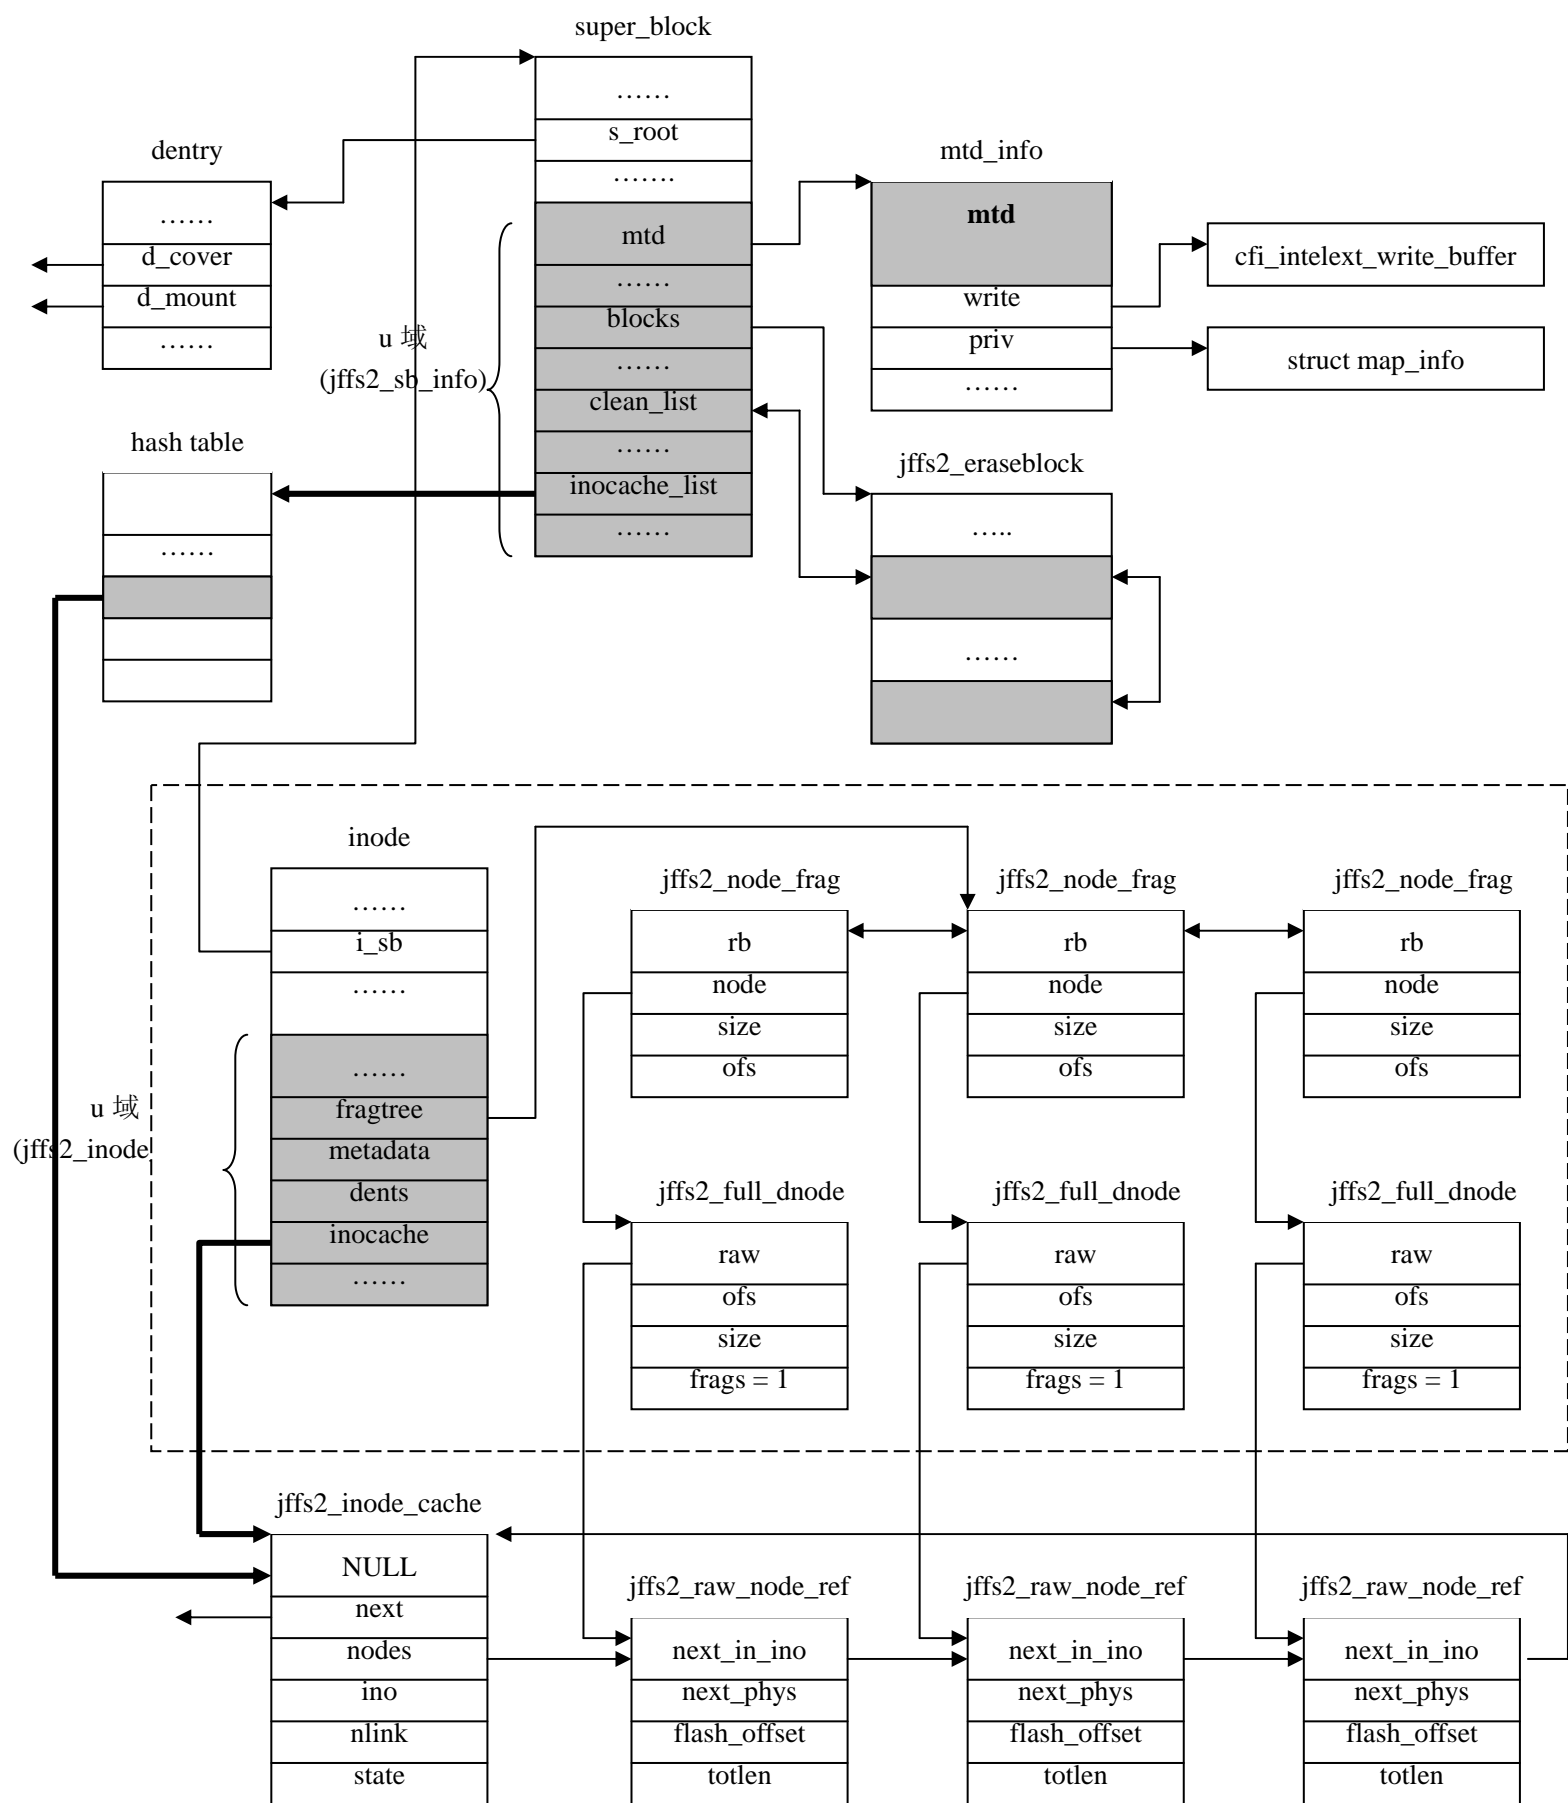 super_block
……
s_root
…….
mtd
……
blocks
……
clean_list
……
inocache_list
……
u 域
(jffs2_sb_info)
dentry
……
d_cover
d_mount
……
mtd_info
mtd
write
priv
……
cfi_intelext_write_buffer
struct map_info
hash table
……
jffs2_eraseblock
…..
……
inode
……
i_sb
……
……
fragtree
metadata
dents
inocache
……
u 域
(jffs2_inode
jffs2_node_frag
rb
node
size
ofs
jffs2_node_frag
rb
node
size
ofs
jffs2_node_frag
rb
node
size
ofs
jffs2_full_dnode
raw
ofs
size
frags = 1
jffs2_full_dnode
raw
ofs
size
frags = 1
jffs2_full_dnode
raw
ofs
size
frags = 1
jffs2_inode_cache
NULL
next
nodes
ino
nlink
state
jffs2_raw_node_ref
next_in_ino
next_phys
flash_offset
totlen
jffs2_raw_node_ref
next_in_ino
next_phys
flash_offset
totlen
jffs2_raw_node_ref
next_in_ino
next_phys
flash_offset
totlen